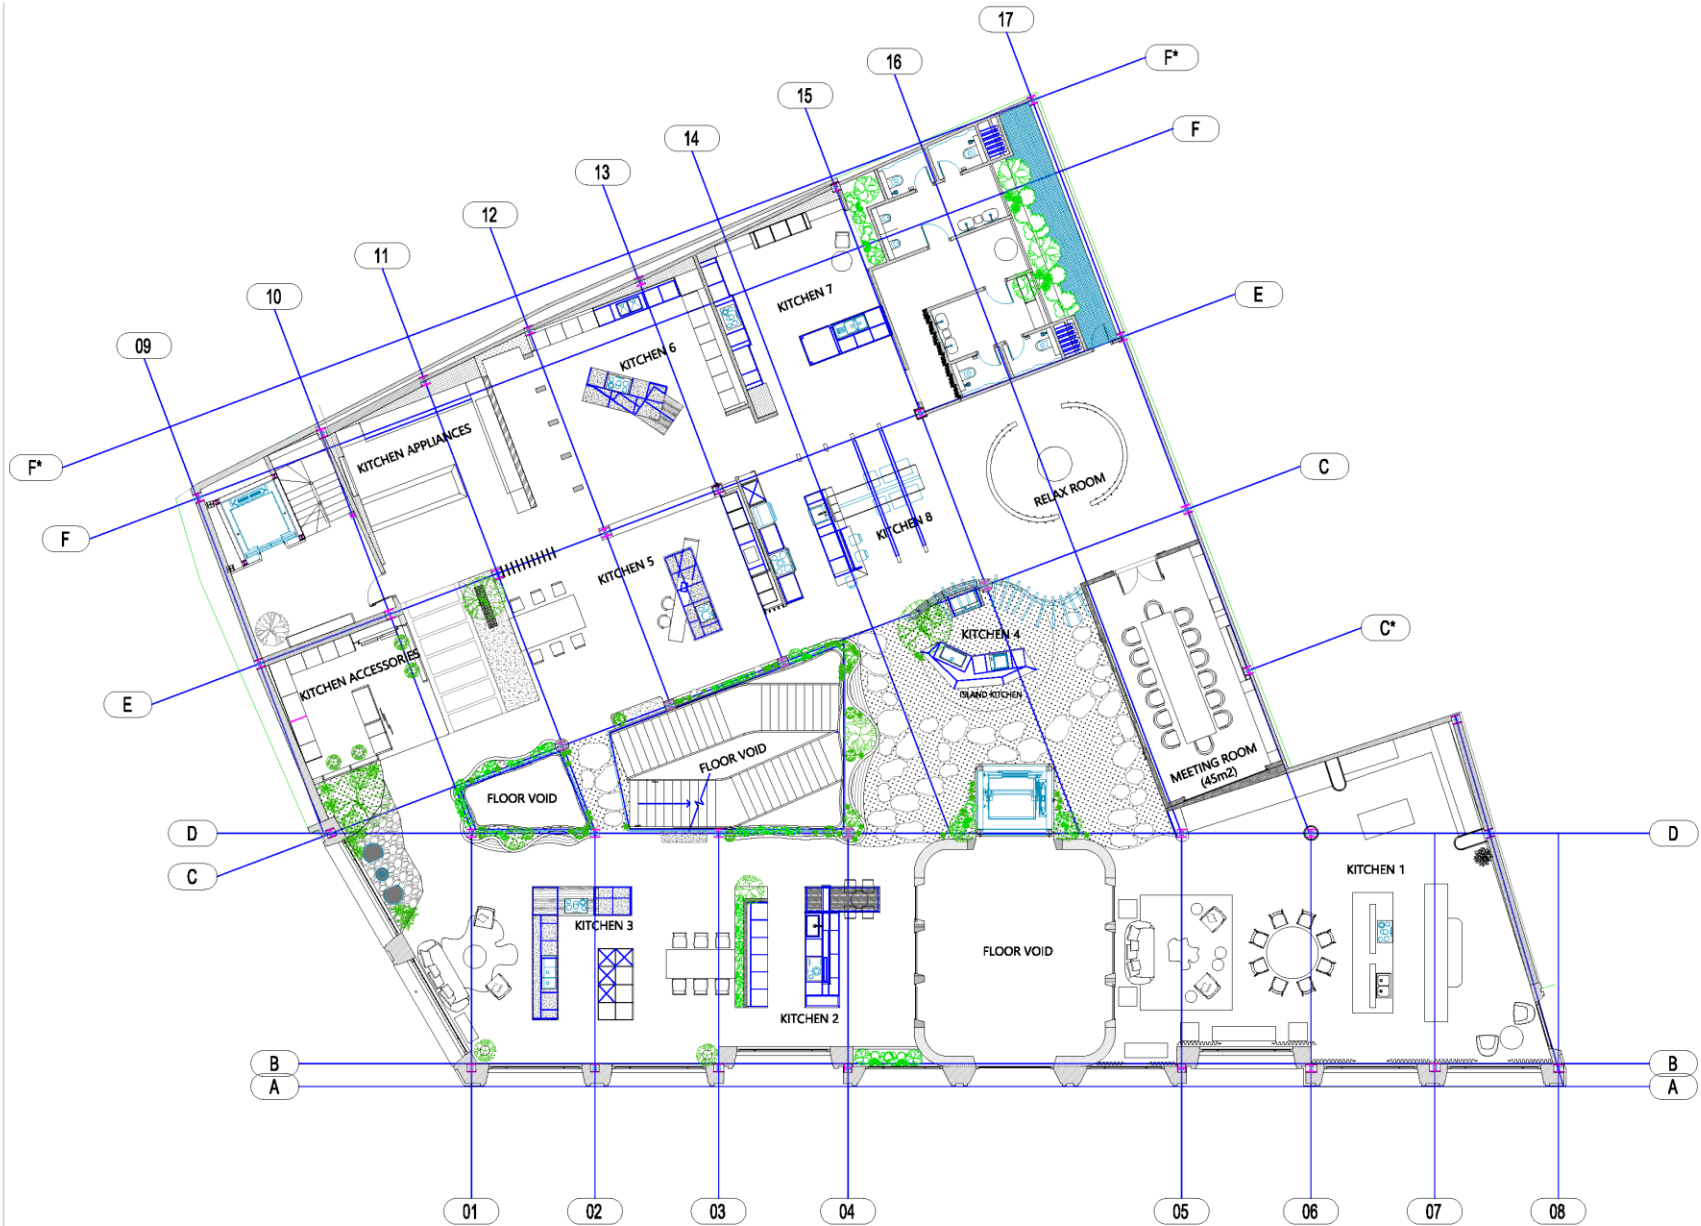 17
F*
16
15
F
14
13
12
11
E
10
09
KITCHEN 7
KITCHEN 6
KITCHEN APPLIANCES
F*
C
RELAX ROOM
F
KITCHEN 8
KITCHEN 5
C*
KITCHEN 4
KITCHEN ACCESSORIES
ISLAND KITCHEN
E
FLOOR VOID
MEETING ROOM
(45m2)
FLOOR VOID
D
D
C
KITCHEN 1
KITCHEN 3
FLOOR VOID
KITCHEN 2
B
B
A
A
01
02
03
04
05
06
07
08